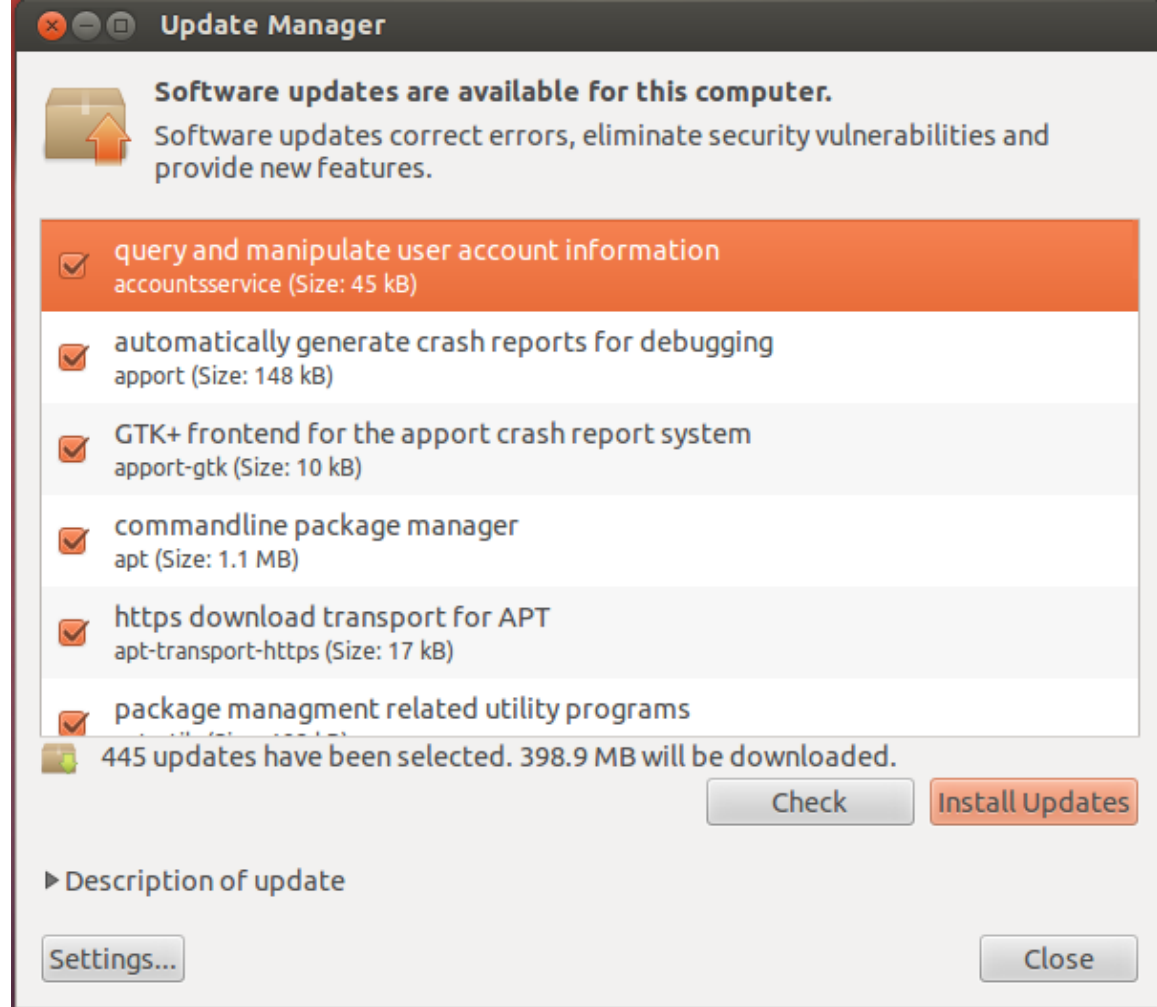 Update Manager
Software updates are available for this computer.
Software updates correct errors, eliminate security vulnerabilities and
provide new features.
query and manipulate user account information
accountsservice (Size: 45 kB)
automatically generate crash reports for debugging
apport (Size: 148 kB)
GTK+ frontend for the apport crash report system
apport-gtk (Size: 10 kB)
commandline package manager
apt (Size: 1.1 MB)
https download transport for APT
apt-transport-https (Size: 17 kB)
package managment related utility programs
445 updates have been selected. 398.9 MB will be downloaded.
Check
Install Updates
Description of update
Settings...
Close